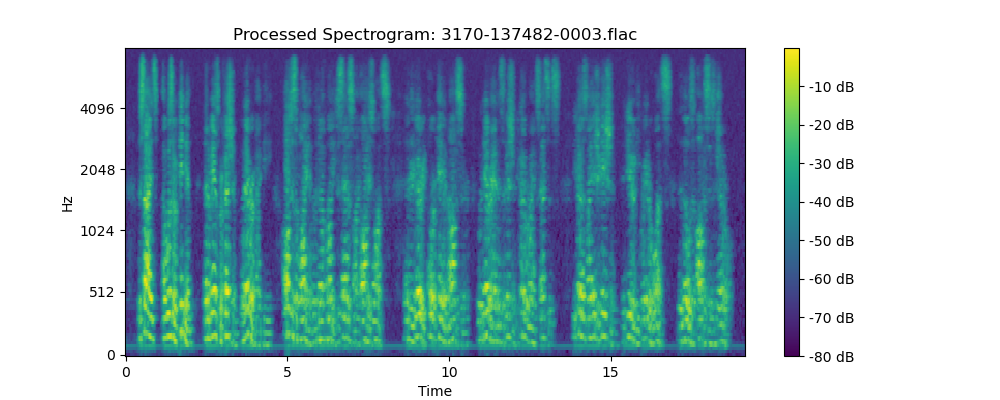 Processed Spectrogram: 3170-137482-0003.flac
Hz
4096
2048
1024
512
0
0
5
10
15
Time
-10 dB
-20 dB
-30 dB
-40 dB
-50 dB
-60 dB
-70 dB
-80 dB